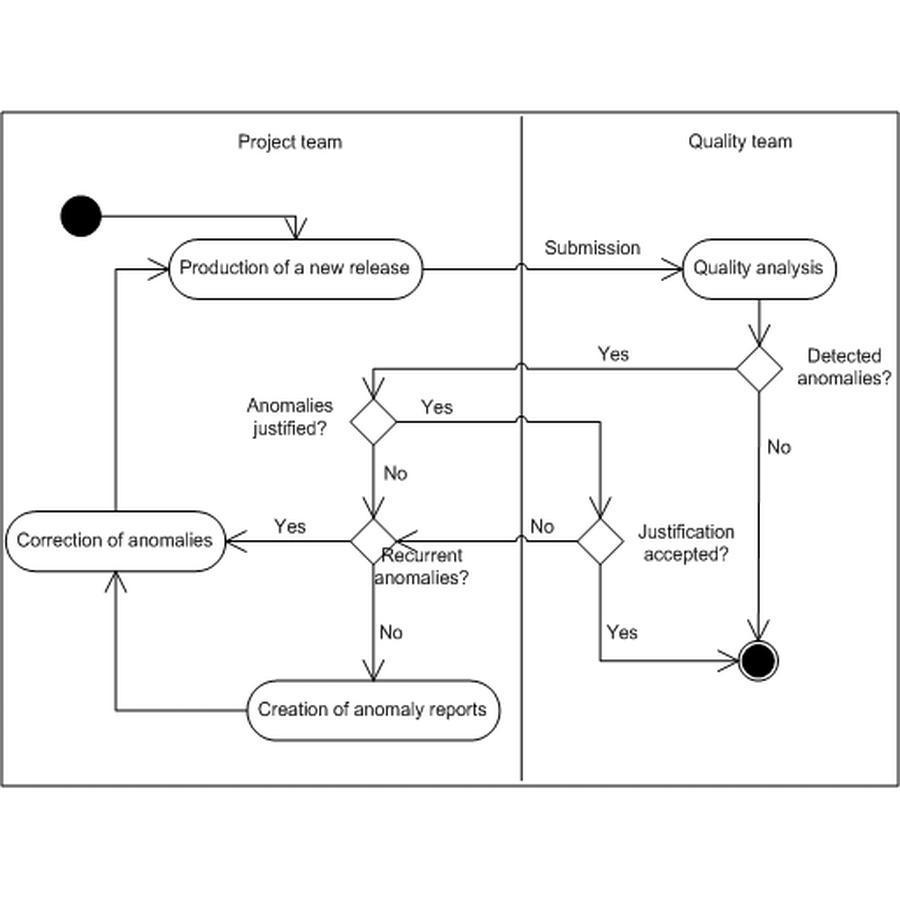 Project team
Quality team
Production of a new release
Submission
Quality analysis
Yes
Detected
anomalies?
Anomalies
justified?
Yes
No
No
Correction of anomalies
Yes
Recurrent
anomalies?
No
Justification
accepted?
No
Yes
Creation of anomaly reports